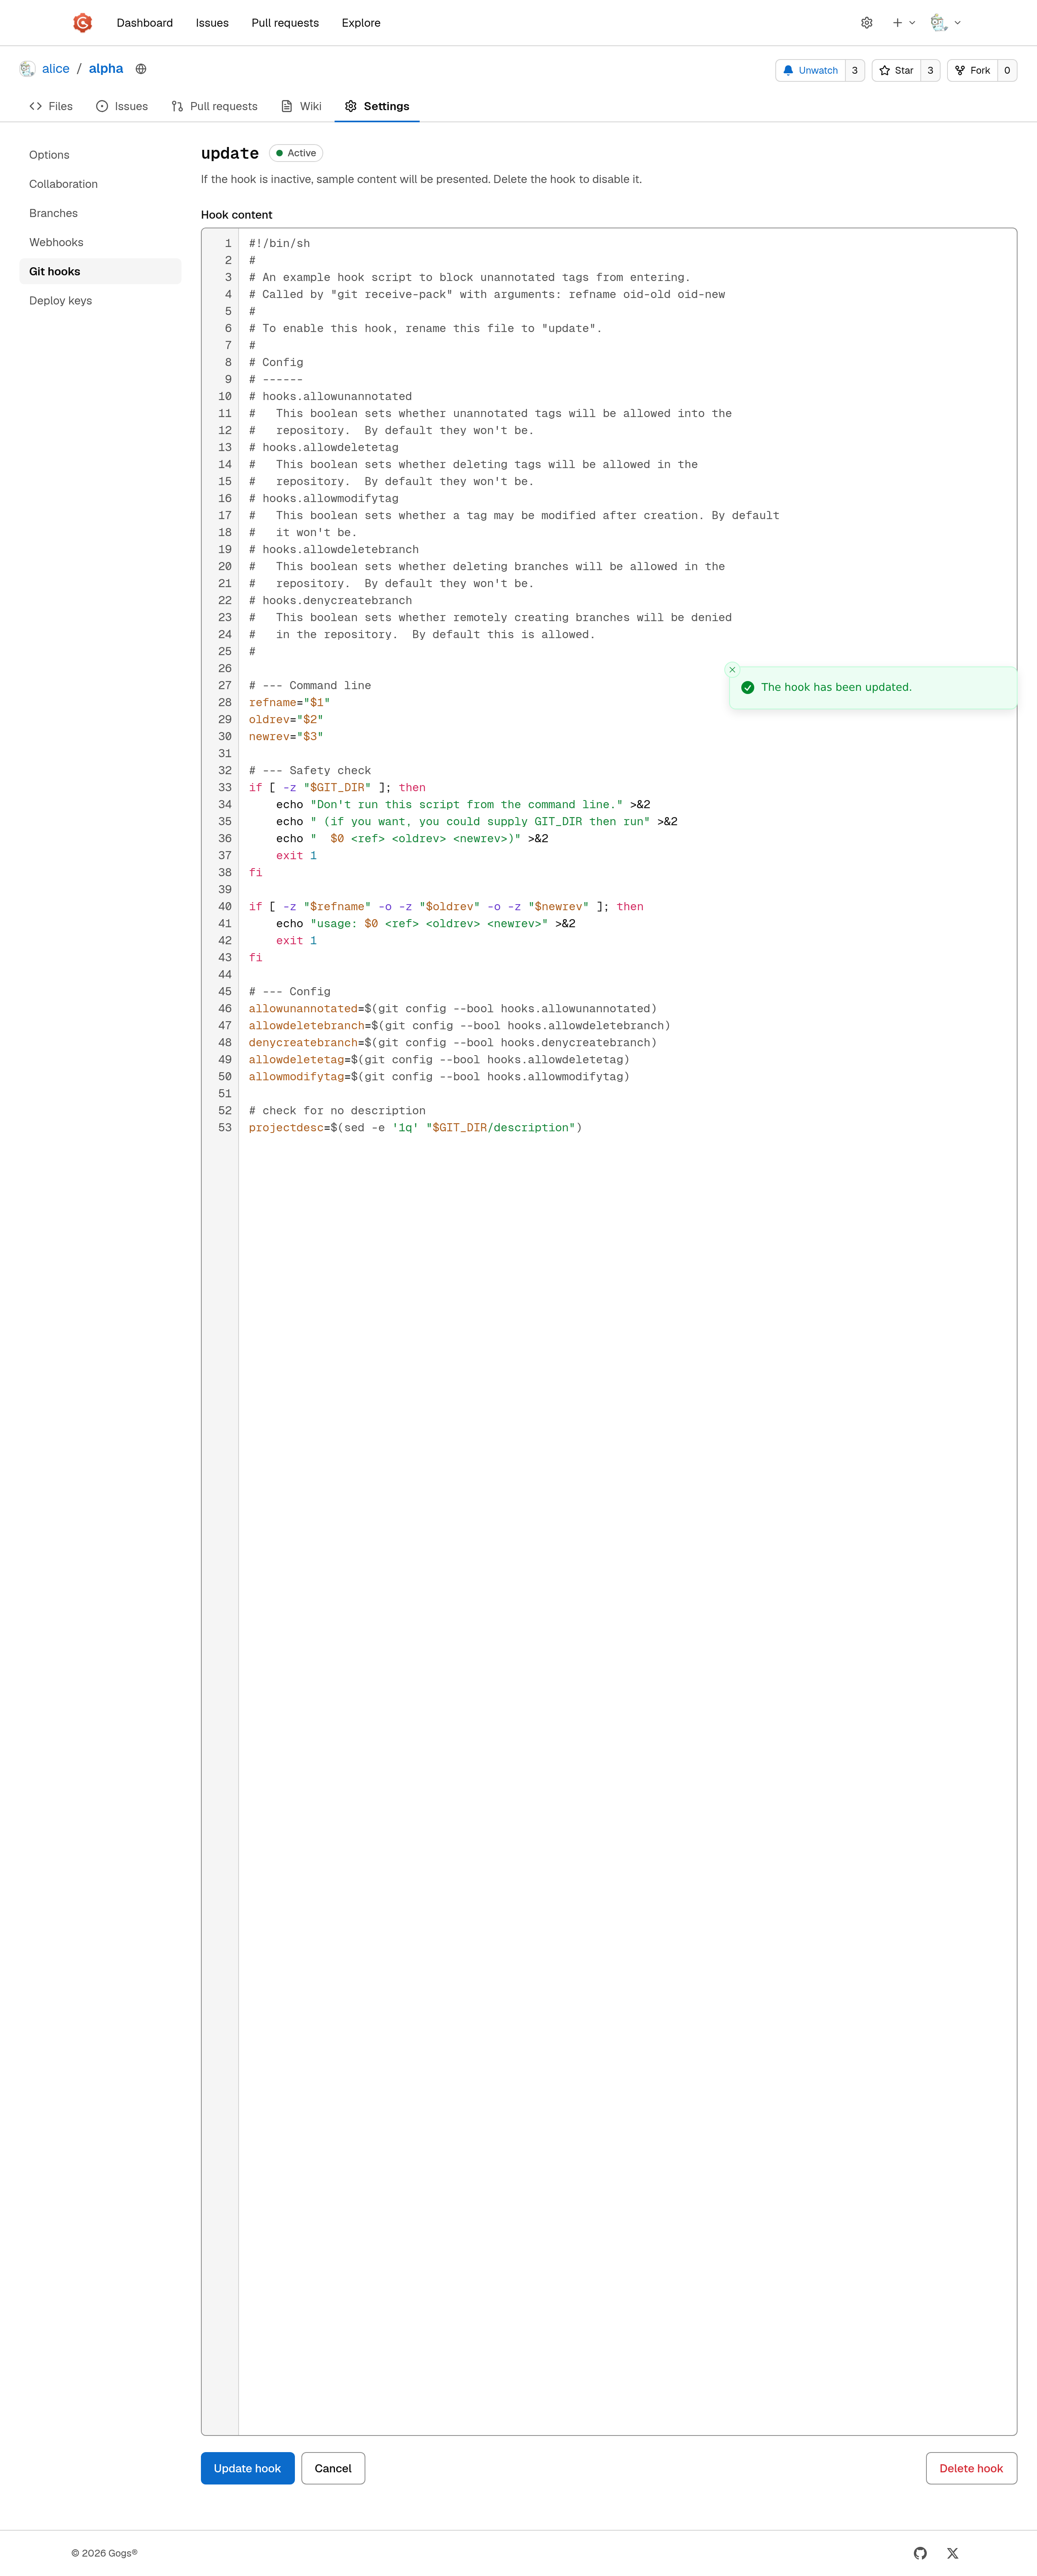 Dashboard Issues Pull requests Explore
alice / alpha
Unwatch 3 Star 3 Fork 0
Files Issues Pull requests Wiki Settings
Options
Collaboration
Branches
Webhooks
Git hooks
Deploy keys
update Active
If the hook is inactive, sample content will be presented. Delete the hook to disable it.
Hook content
1 #!/bin/sh
2 #
3 # An example hook script to block unannotated tags from entering.
4 # Called by "git receive-pack" with arguments: refname oid-old oid-new
5 #
6 # To enable this hook, rename this file to "update".
7 #
8 # Config
9 # ------
10 # hooks.allowunannotated
11 #   This boolean sets whether unannotated tags will be allowed into the
12 #   repository.  By default they won't be.
13 # hooks.allowdeletetag
14 #   This boolean sets whether deleting tags will be allowed in the
15 #   repository.  By default they won't be.
16 # hooks.allowmodifytag
17 #   This boolean sets whether a tag may be modified after creation. By default
18 #   it won't be.
19 # hooks.allowdeletebranch
20 #   This boolean sets whether deleting branches will be allowed in the
21 #   repository.  By default they won't be.
22 # hooks.denycreatebranch
23 #   This boolean sets whether remotely creating branches will be denied
24 #   in the repository.  By default this is allowed.
25 #
26
27 # --- Command line
28 refname="$1"
29 oldrev="$2"
30 newrev="$3"
31
32 # --- Safety check
33 if [ -z "$GIT_DIR" ]; then
34     echo "Don't run this script from the command line." >&2
35     echo " (if you want, you could supply GIT_DIR then run" >&2
36     echo "  $0 <ref> <oldrev> <newrev>)" >&2
37     exit 1
38 fi
39
40 if [ -z "$refname" -o -z "$oldrev" -o -z "$newrev" ]; then
41     echo "usage: $0 <ref> <oldrev> <newrev>" >&2
42     exit 1
43 fi
44
45 # --- Config
46 allowunannotated=$(git config --bool hooks.allowunannotated)
47 allowdeletebranch=$(git config --bool hooks.allowdeletebranch)
48 denycreatebranch=$(git config --bool hooks.denycreatebranch)
49 allowdeletetag=$(git config --bool hooks.allowdeletetag)
50 allowmodifytag=$(git config --bool hooks.allowmodifytag)
51
52 # check for no description
53 projectdesc=$(sed -e '1q' "$GIT_DIR/description")
The hook has been updated.
Update hook Cancel Delete hook
© 2026 Gogs®